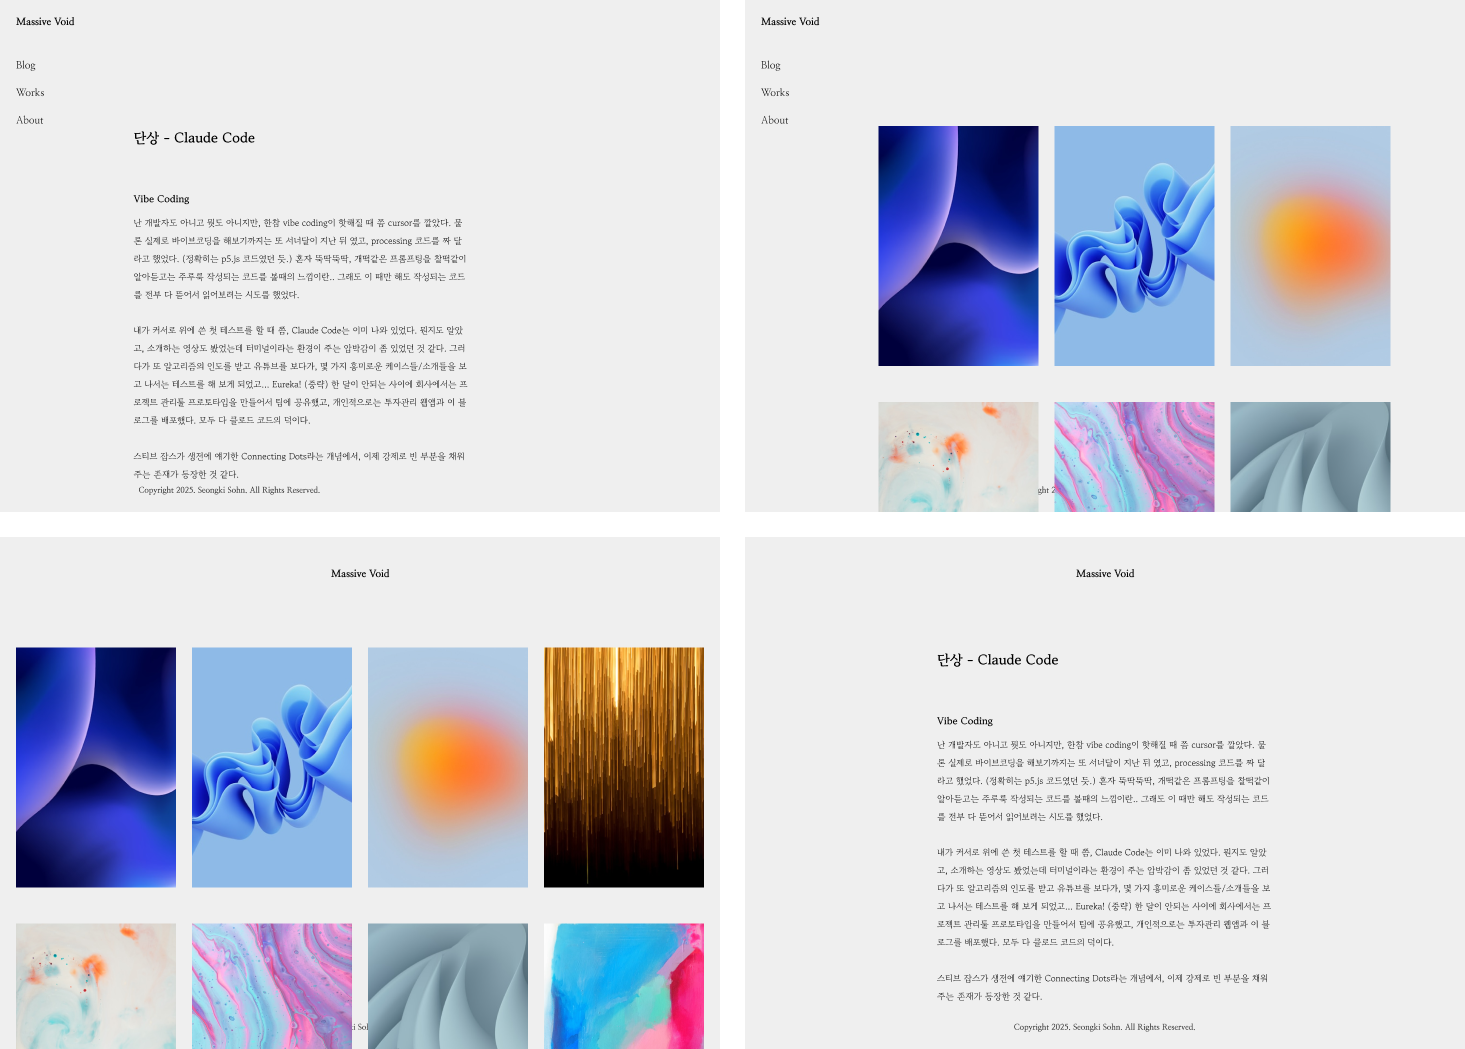 Massive Void
Blog
Works
About
단상 - Claude Code
Vibe Coding
난 개발자도 아니고 뭣도 아니지만, 한참 vibe coding이 핫해질 때 쯤 cursor를 깔았다. 물
론 실제로 바이브코딩을 해보기까지는 또 서너달이 지난 뒤 였고, processing 코드를 짜 달
라고 했었다. (정확히는 p5.js 코드였던 듯.) 혼자 뚝딱뚝딱, 개떡같은 프롬프팅을 찰떡같이
알아듣고는 주루룩 작성되는 코드를 볼때의 느낌이란.. 그래도 이 때만 해도 작성되는 코드
를 전부 다 뜯어서 읽어보려는 시도를 했었다.
내가 커서로 위에 쓴 첫 테스트를 할 때 쯤, Claude Code는 이미 나와 있었다. 뭔지도 알았
고, 소개하는 영상도 봤었는데 터미널이라는 환경이 주는 압박감이 좀 있었던 것 같다. 그러
다가 또 알고리즘의 인도를 받고 유튜브를 보다가, 몇 가지 흥미로운 케이스들/소개들을 보
고 나서는 테스트를 해 보게 되었고... Eureka! (중략) 한 달이 안되는 사이에 회사에서는 프
로젝트 관리툴 프로토타입을 만들어서 팀에 공유했고, 개인적으로는 투자관리 웹앱과 이 블
로그를 배포했다. 모두 다 클로드 코드의 덕이다.
스티브 잡스가 생전에 얘기한 Connecting Dots라는 개념에서, 이제 강제로 빈 부분을 채워
주는 존재가 등장한 것 같다.
Copyright 2025. Seongki Sohn. All Rights Reserved.
Massive Void
Blog
Works
About
ght 2
Massive Void
i Sol
Massive Void
단상 - Claude Code
Vibe Coding
난 개발자도 아니고 뭣도 아니지만, 한참 vibe coding이 핫해질 때 쯤 cursor를 깔았다. 물
론 실제로 바이브코딩을 해보기까지는 또 서너달이 지난 뒤 였고, processing 코드를 짜 달
라고 했었다. (정확히는 p5.js 코드였던 듯.) 혼자 뚝딱뚝딱, 개떡같은 프롬프팅을 찰떡같이
알아듣고는 주루룩 작성되는 코드를 볼때의 느낌이란.. 그래도 이 때만 해도 작성되는 코드
를 전부 다 뜯어서 읽어보려는 시도를 했었다.
내가 커서로 위에 쓴 첫 테스트를 할 때 쯤, Claude Code는 이미 나와 있었다. 뭔지도 알았
고, 소개하는 영상도 봤었는데 터미널이라는 환경이 주는 압박감이 좀 있었던 것 같다. 그러
다가 또 알고리즘의 인도를 받고 유튜브를 보다가, 몇 가지 흥미로운 케이스들/소개들을 보
고 나서는 테스트를 해 보게 되었고... Eureka! (중략) 한 달이 안되는 사이에 회사에서는 프
로젝트 관리툴 프로토타입을 만들어서 팀에 공유했고, 개인적으로는 투자관리 웹앱과 이 블
로그를 배포했다. 모두 다 클로드 코드의 덕이다.
스티브 잡스가 생전에 얘기한 Connecting Dots라는 개념에서, 이제 강제로 빈 부분을 채워
주는 존재가 등장한 것 같다.
Copyright 2025. Seongki Sohn. All Rights Reserved.